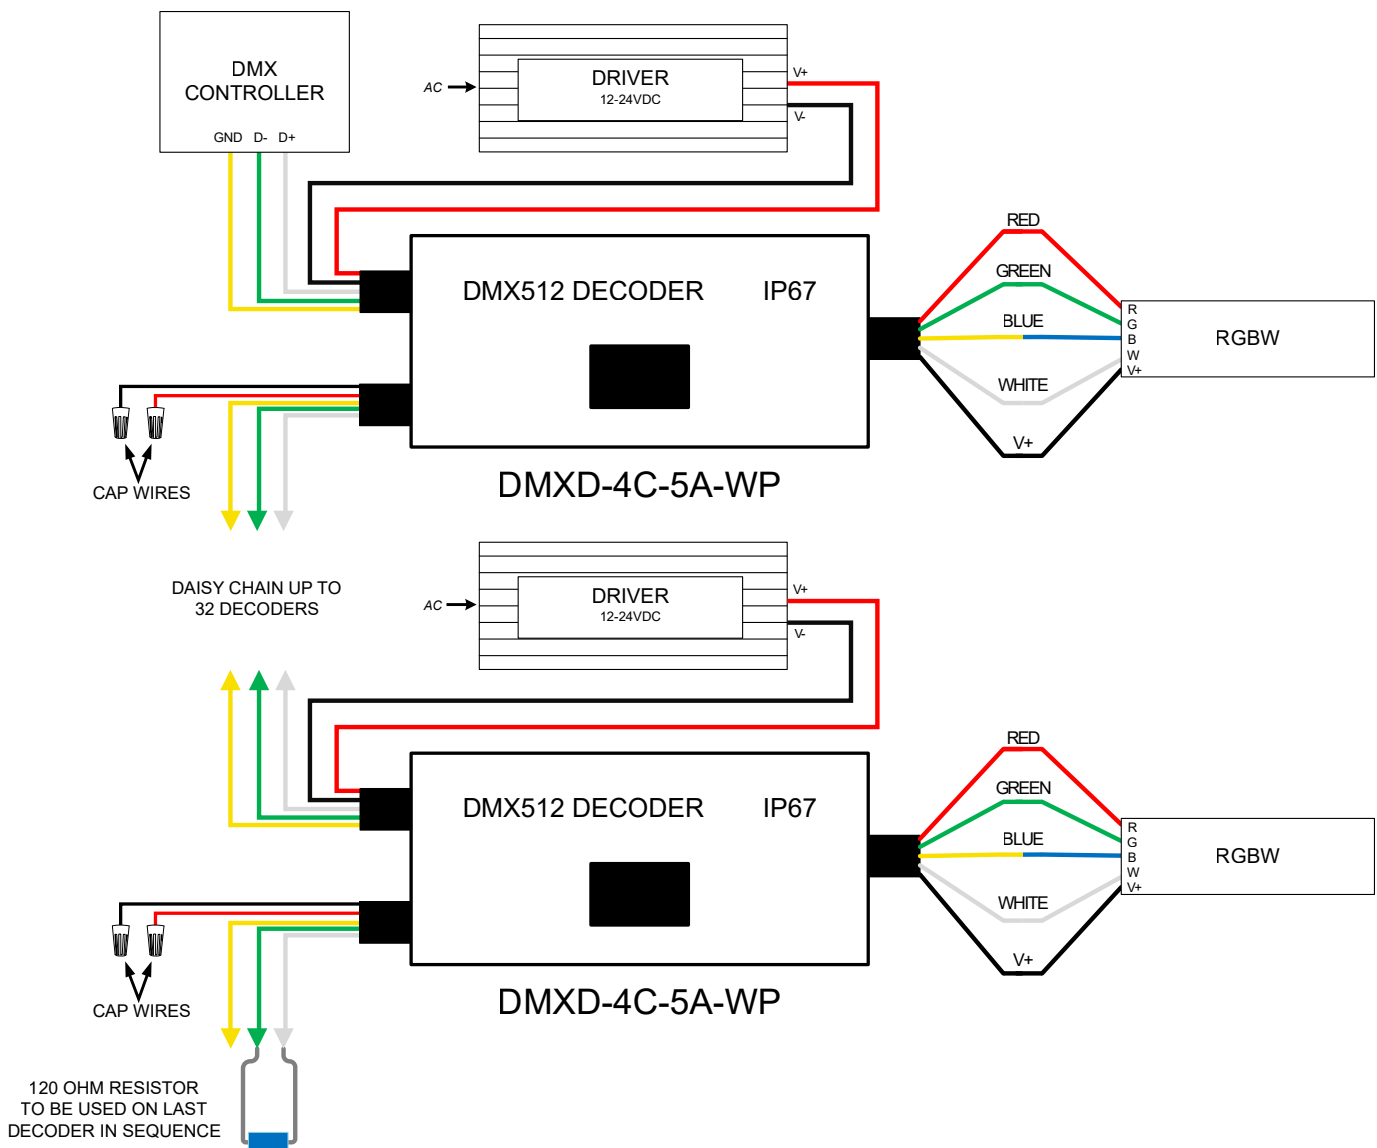 DMX
CONTROLLER
GND D- D+
AC
DRIVER
12-24VDC
V+
V-
DMX512 DECODER IP67
RED
GREEN
BLUE
WHITE
V+
R
G
B
W
V+
RGBW
CAP WIRES
DMXD-4C-5A-WP
DAISY CHAIN UP TO
32 DECODERS
AC
DRIVER
12-24VDC
V+
V-
DMX512 DECODER IP67
RED
GREEN
BLUE
WHITE
V+
R
G
B
W
V+
RGBW
CAP WIRES
DMXD-4C-5A-WP
120 OHM RESISTOR
TO BE USED ON LAST
DECODER IN SEQUENCE